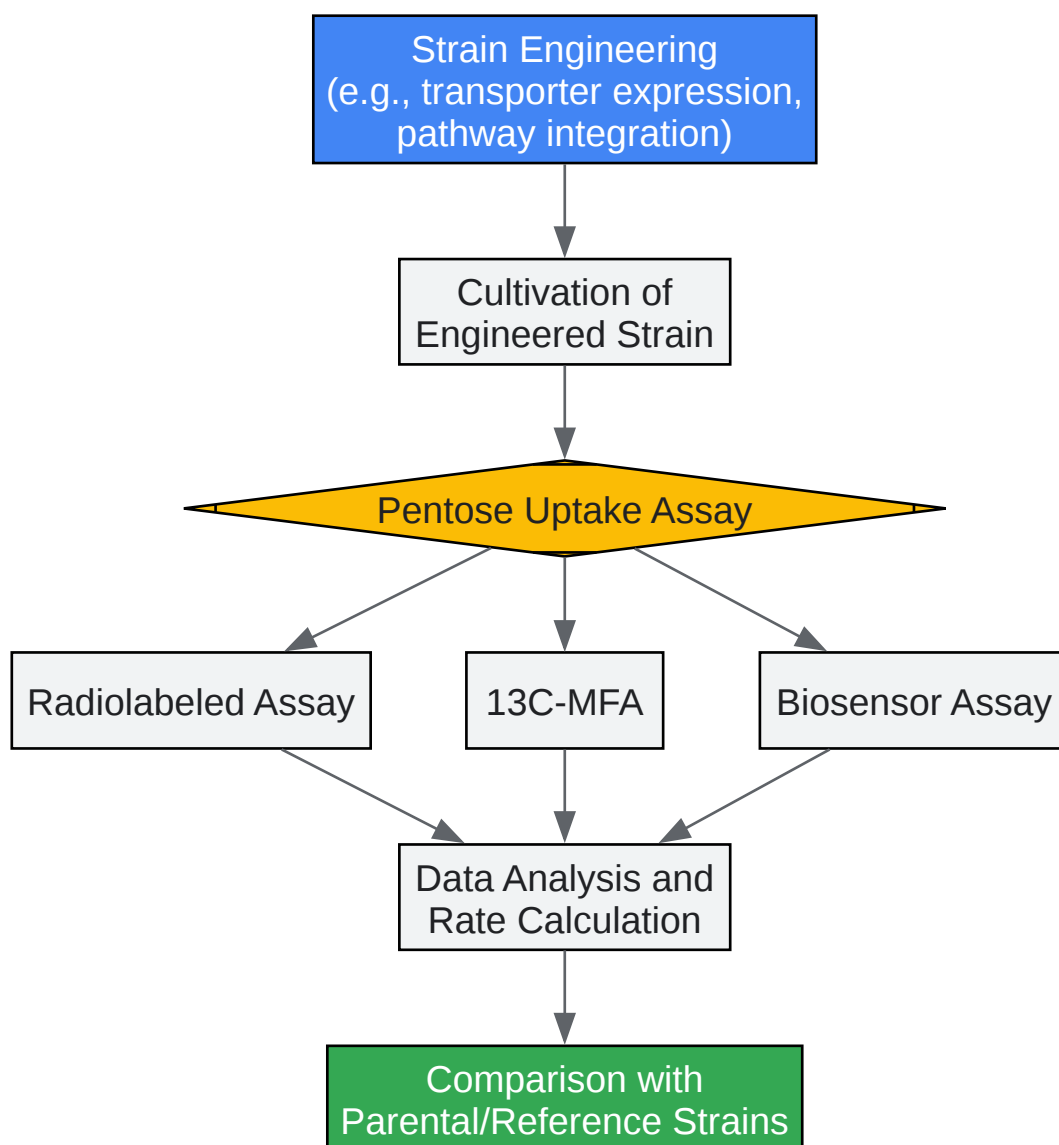 Strain Engineering
(e.g., transporter expression,
pathway integration)
Cultivation of
Engineered Strain
Pentose Uptake Assay
Radiolabeled Assay
13C-MFA
Biosensor Assay
Data Analysis and
Rate Calculation
Comparison with
Parental/Reference Strains